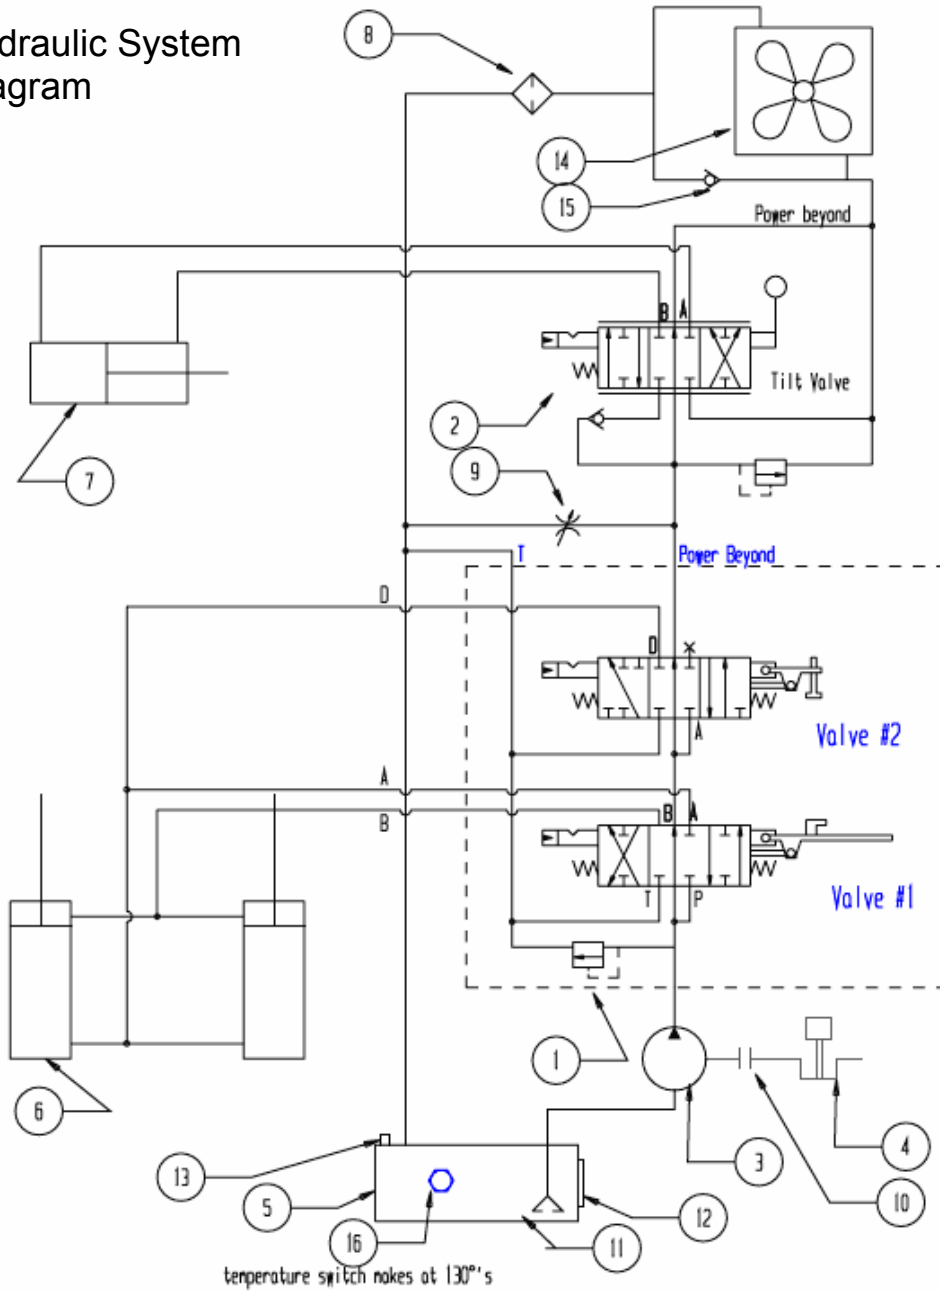 draulic System
agram
8
14
15
Power beyond
B A
Tilt Valve
2
7
9
T
Power Beyond
D
D
A
Valve #2
A
B
B A
T P
Valve #1
1
6
3
4
13
5
16
11
12
10
temperature switch makes at 130°'s